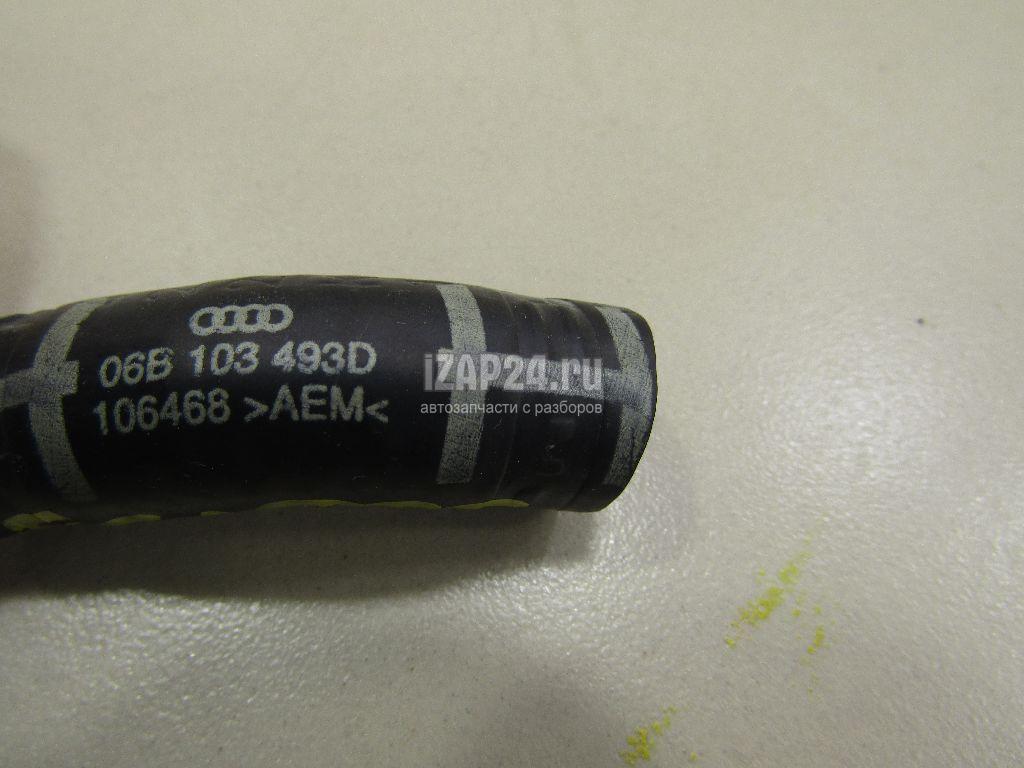 06B 103 493D
106468 >AEM<
iZAP24.ru
автозапчасти с разборов